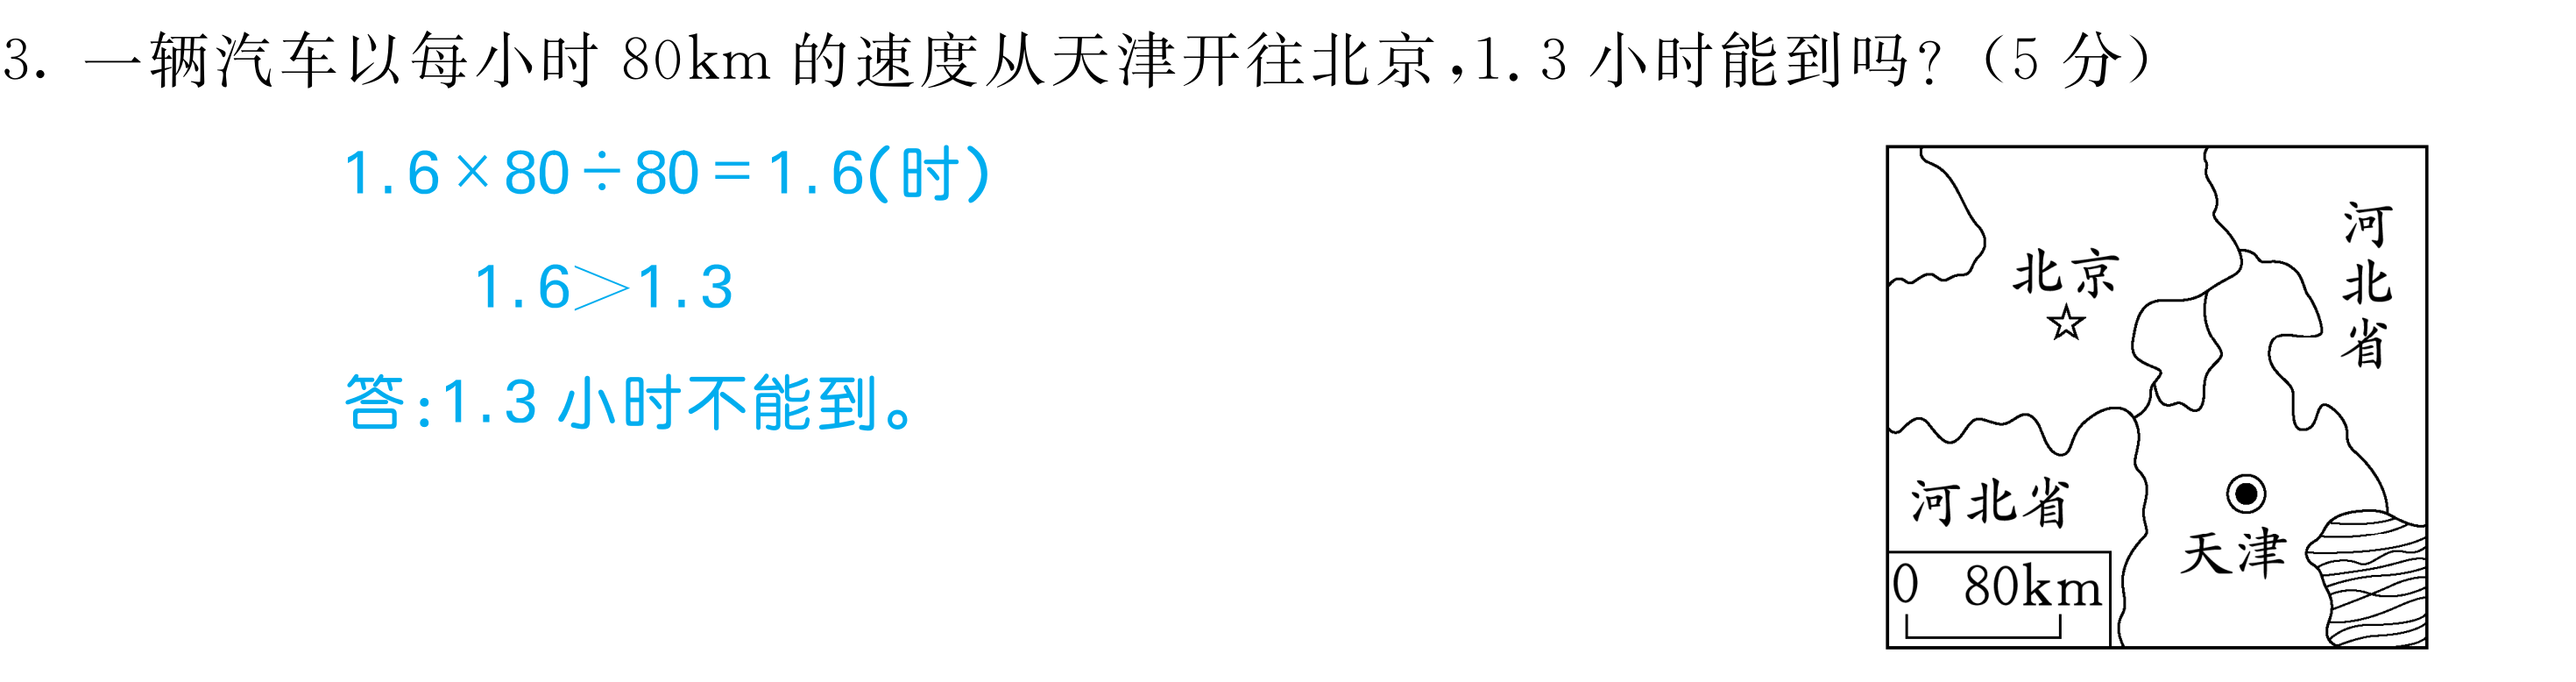 3. 一辆汽车以每小时 80km 的速度从天津开往北京,1.3 小时能到吗?(5 分)
1.6×80÷80=1.6(时)
1.6>1.3
答:1.3 小时不能到。
河北省
北京
河北省
天津
0 80km